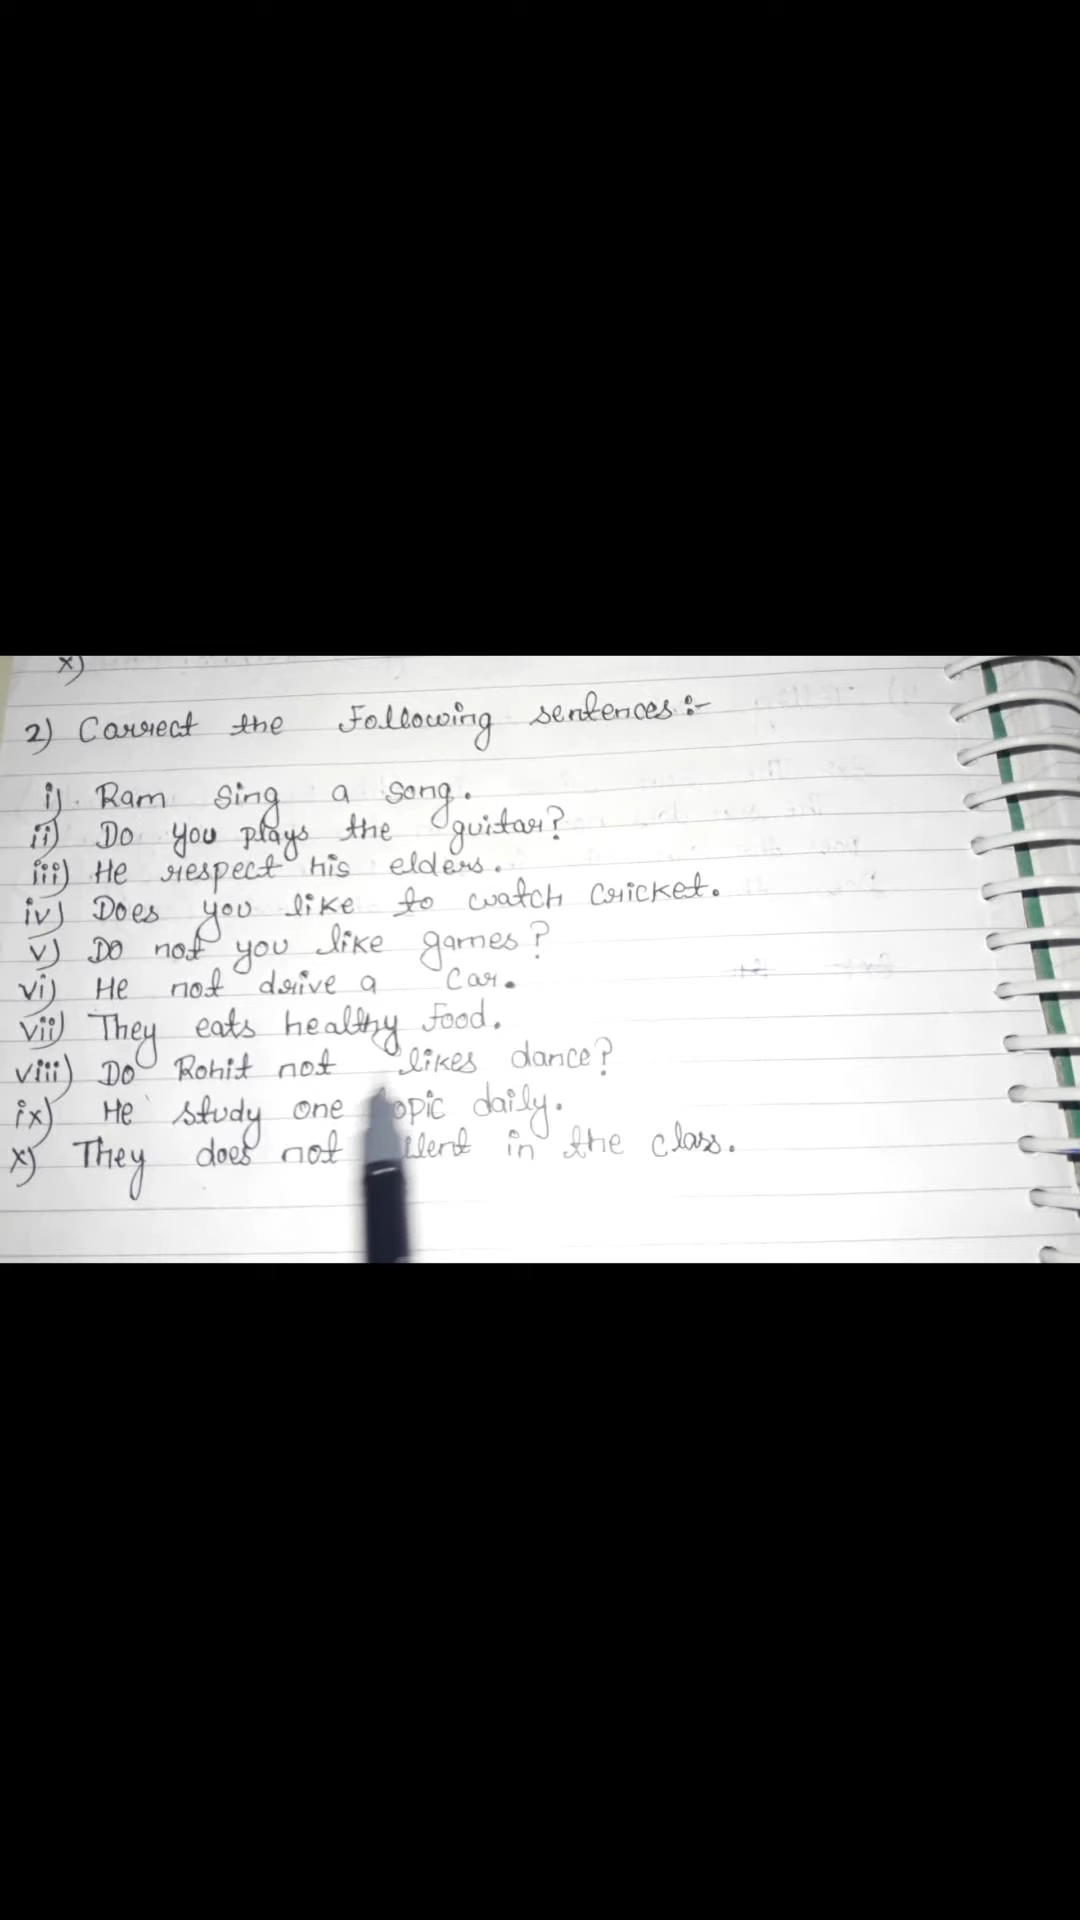 x)
2) Correct the Following sentences:-
i) Ram Sing a song.
ii) Do you plays the guitar?
iii) He respect his elders.
iv) Does you like to watch cricket.
v) Do not you like games?
vi) He not drive a Car.
vii) They eats healthy food.
viii) Do Rohit not likes dance?
ix) He study one topic daily.
x) They does not in the class.